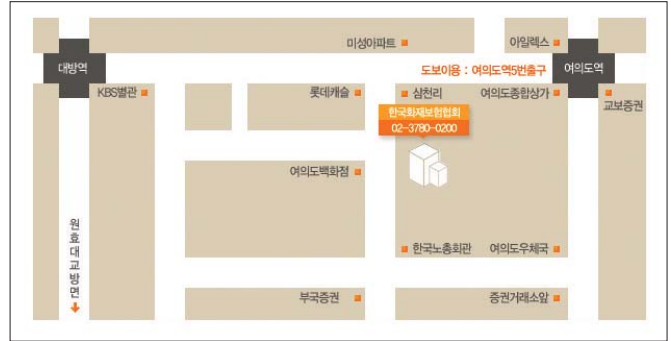 미성아파트
아일렉스
대방역
도보이용 : 여의도역5번출구
여의도역
KBS별관
롯데캐슬
삼천리
여의도종합상가
교보증권
한국화재보험협회
02-3780-0200
여의도백화점
원효대교방면
한국노총회관
여의도우체국
부국증권
증권거래소앞